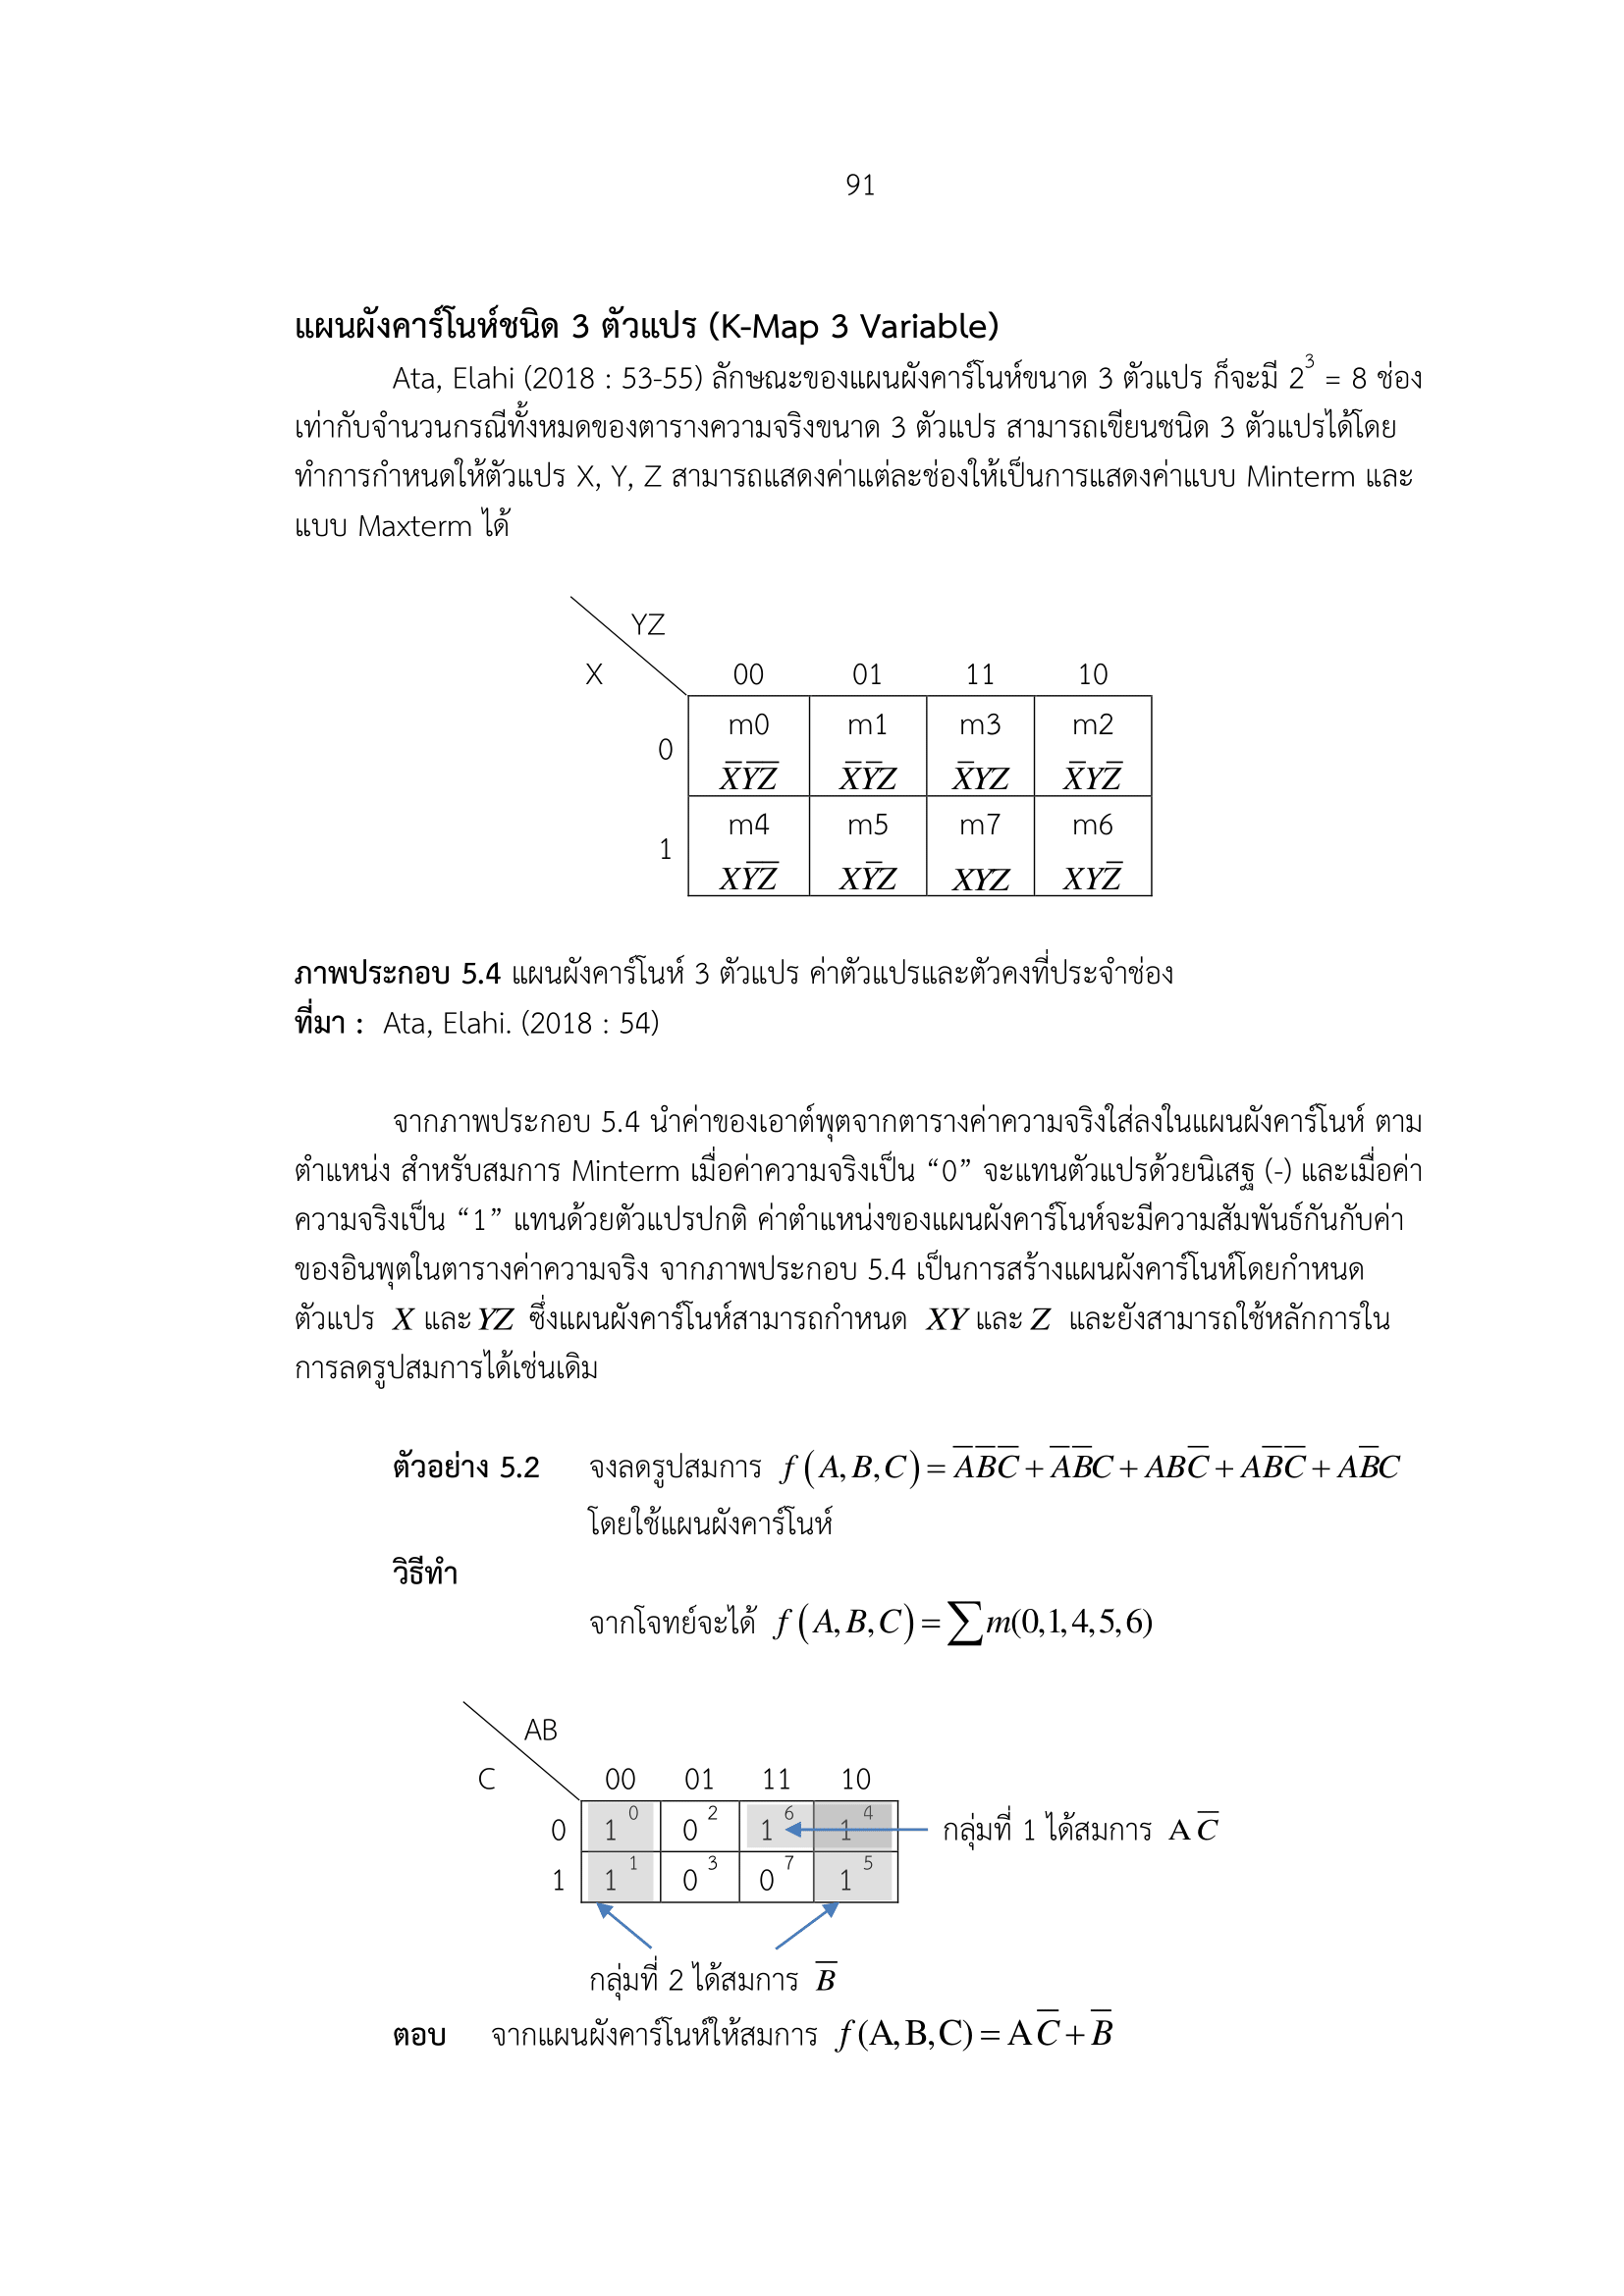 91
แผนผังคาร์โนห์ชนิด 3 ตัวแปร (K-Map 3 Variable)
Ata, Elahi (2018 : 53-55) ลักษณะของแผนผังคาร์โนห์ขนาด 3 ตัวแปร ก็จะมี 2³ = 8 ช่อง
เท่ากับจำนวนกรณีทั้งหมดของตารางความจริงขนาด 3 ตัวแปร สามารถเขียนชนิด 3 ตัวแปรได้โดย
ทำการกำหนดให้ตัวแปร X, Y, Z สามารถแสดงค่าแต่ละช่องให้เป็นการแสดงค่าแบบ Minterm และ
แบบ Maxterm ได้
YZ
X 00 01 11 10
0 m0 m1 m3 m2
X̅Y̅Z̅ X̅Y̅Z X̅YZ X̅YZ̅
1 m4 m5 m7 m6
XY̅Z̅ XY̅Z XYZ XYZ̅
ภาพประกอบ 5.4 แผนผังคาร์โนห์ 3 ตัวแปร ค่าตัวแปรและตัวคงที่ประจำช่อง
ที่มา : Ata, Elahi. (2018 : 54)
จากภาพประกอบ 5.4 นำค่าของเอาต์พุตจากตารางค่าความจริงใส่ลงในแผนผังคาร์โนห์ ตาม
ตำแหน่ง สำหรับสมการ Minterm เมื่อค่าความจริงเป็น “0” จะแทนตัวแปรด้วยนิเสฐ (-) และเมื่อค่า
ความจริงเป็น “1” แทนด้วยตัวแปรปกติ ค่าตำแหน่งของแผนผังคาร์โนห์จะมีความสัมพันธ์กันกับค่า
ของอินพุตในตารางค่าความจริง จากภาพประกอบ 5.4 เป็นการสร้างแผนผังคาร์โนห์โดยกำหนด
ตัวแปร X และ YZ ซึ่งแผนผังคาร์โนห์สามารถกำหนด XY และ Z และยังสามารถใช้หลักการใน
การลดรูปสมการได้เช่นเดิม
ตัวอย่าง 5.2 จงลดรูปสมการ f(A,B,C) = A̅B̅C̅ + A̅B̅C + ABC̅ + AB̅C̅ + AB̅C
โดยใช้แผนผังคาร์โนห์
วิธีทำ
จากโจทย์จะได้ f(A,B,C) = ∑m(0,1,4,5,6)
AB
C 00 01 11 10
0 1 0 0 2 1 6 1 4 กลุ่มที่ 1 ได้สมการ A C̅
1 1 1 0 3 0 7 1 5
กลุ่มที่ 2 ได้สมการ B̅
ตอบ จากแผนผังคาร์โนห์ให้สมการ f(A,B,C) = A C̅ + B̅